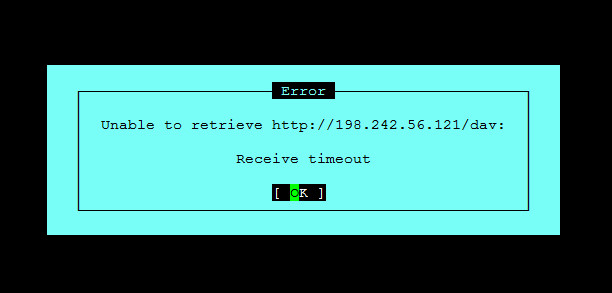 Error
Unable to retrieve http://198.242.56.121/dav:
Receive timeout
[ OK ]